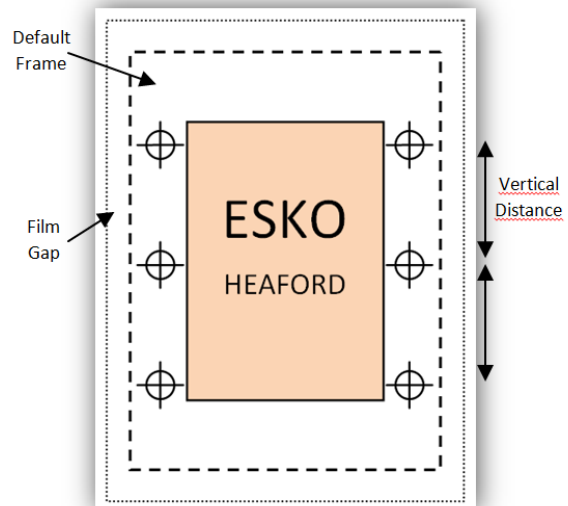 Default
Frame
ESKO
HEAFORD
Vertical
Distance
Film
Gap